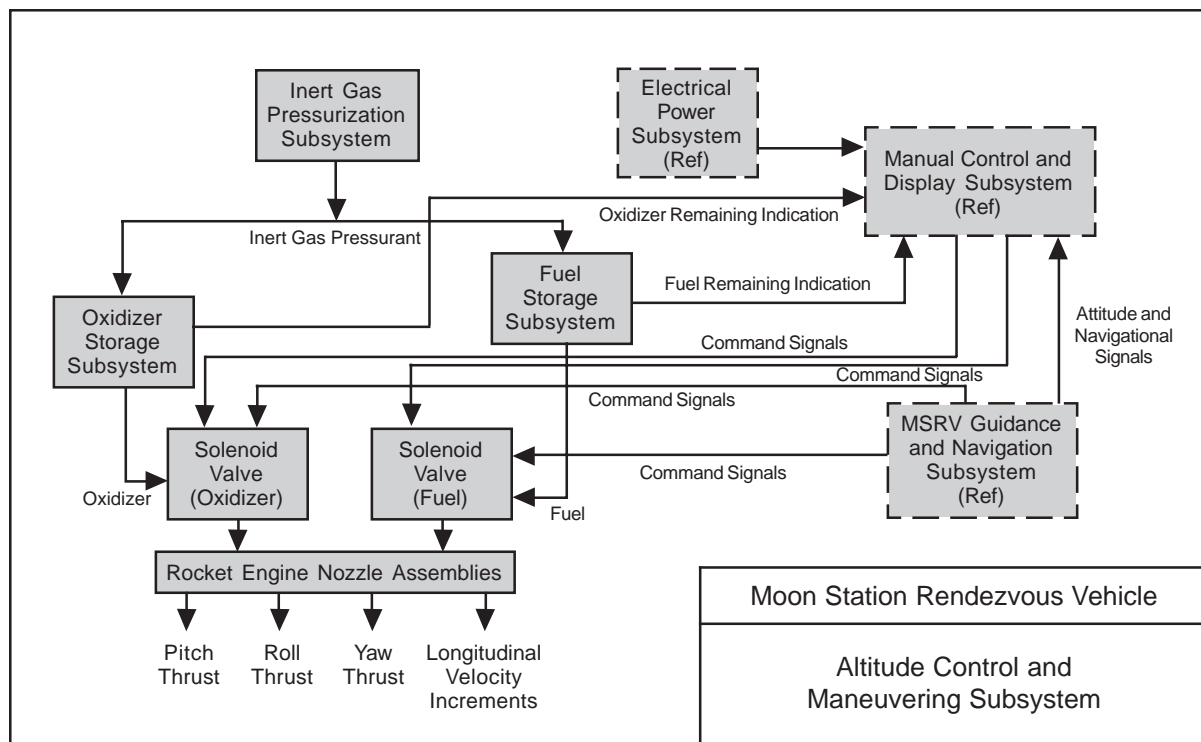 Inert Gas
Pressurization
Subsystem
Electrical
Power
Subsystem
(Ref)
Manual Control and
Display Subsystem
(Ref)
Oxidizer Remaining Indication
Inert Gas Pressurant
Fuel
Storage
Subsystem
Fuel Remaining Indication
Oxidizer
Storage
Subsystem
Attitude and
Navigational
Signals
Command Signals
Command Signals
Command Signals
MSRV Guidance
and Navigation
Subsystem
(Ref)
Solenoid
Valve
(Oxidizer)
Solenoid
Valve
(Fuel)
Command Signals
Oxidizer
Fuel
Rocket Engine Nozzle Assemblies
Pitch
Thrust
Roll
Thrust
Yaw
Thrust
Longitudinal
Velocity
Increments
Moon Station Rendezvous Vehicle
Altitude Control and
Maneuvering Subsystem